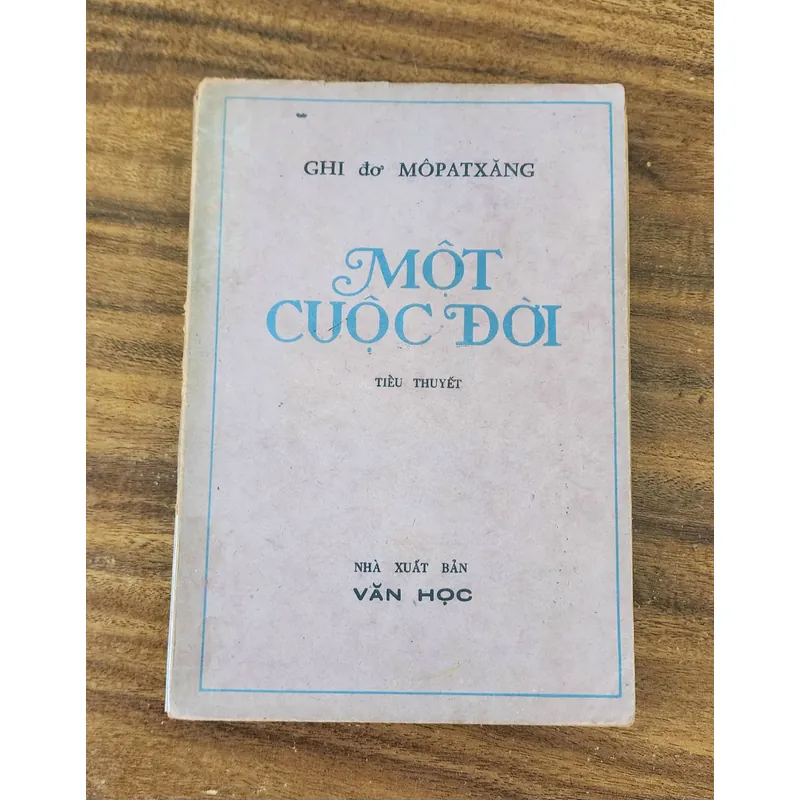 GHI đơ MÔPATXĂNG
MỘT
CUỘC ĐỜI
TIỂU THUYẾT
NHÀ XUẤT BẢN
VĂN HỌC